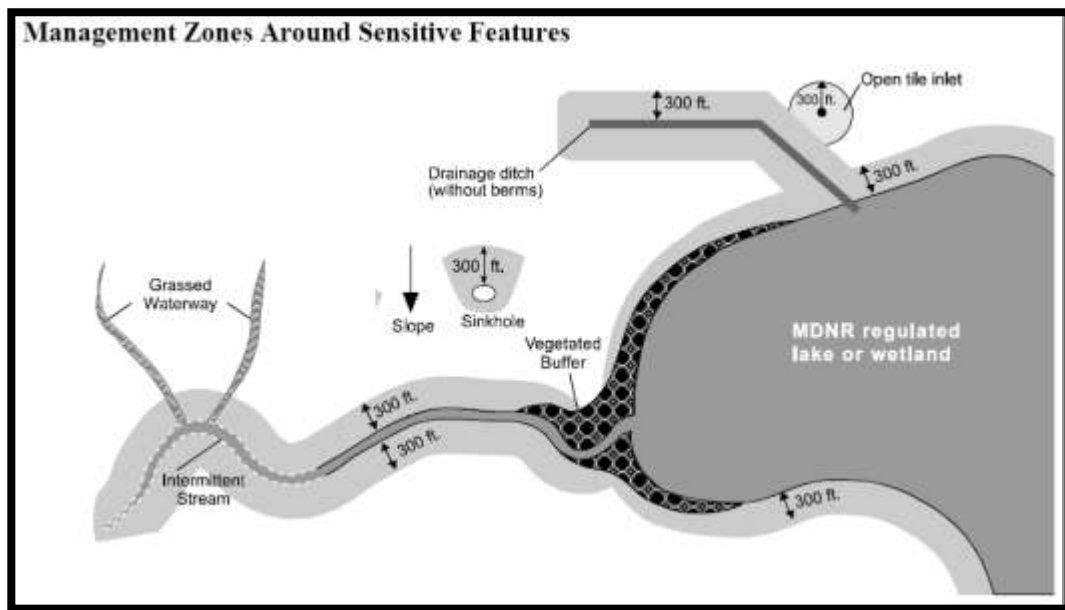 Management Zones Around Sensitive Features
Open tile inlet
300
300 ft.
Drainage ditch
(without berms)
300 ft.
300 ft.
Grassed
Waterway
Slope
Sinkhole
Vegetated
Buffer
MDNR regulated
lake or wetland
300 ft.
300 ft.
Intermittent
Stream
300 ft.